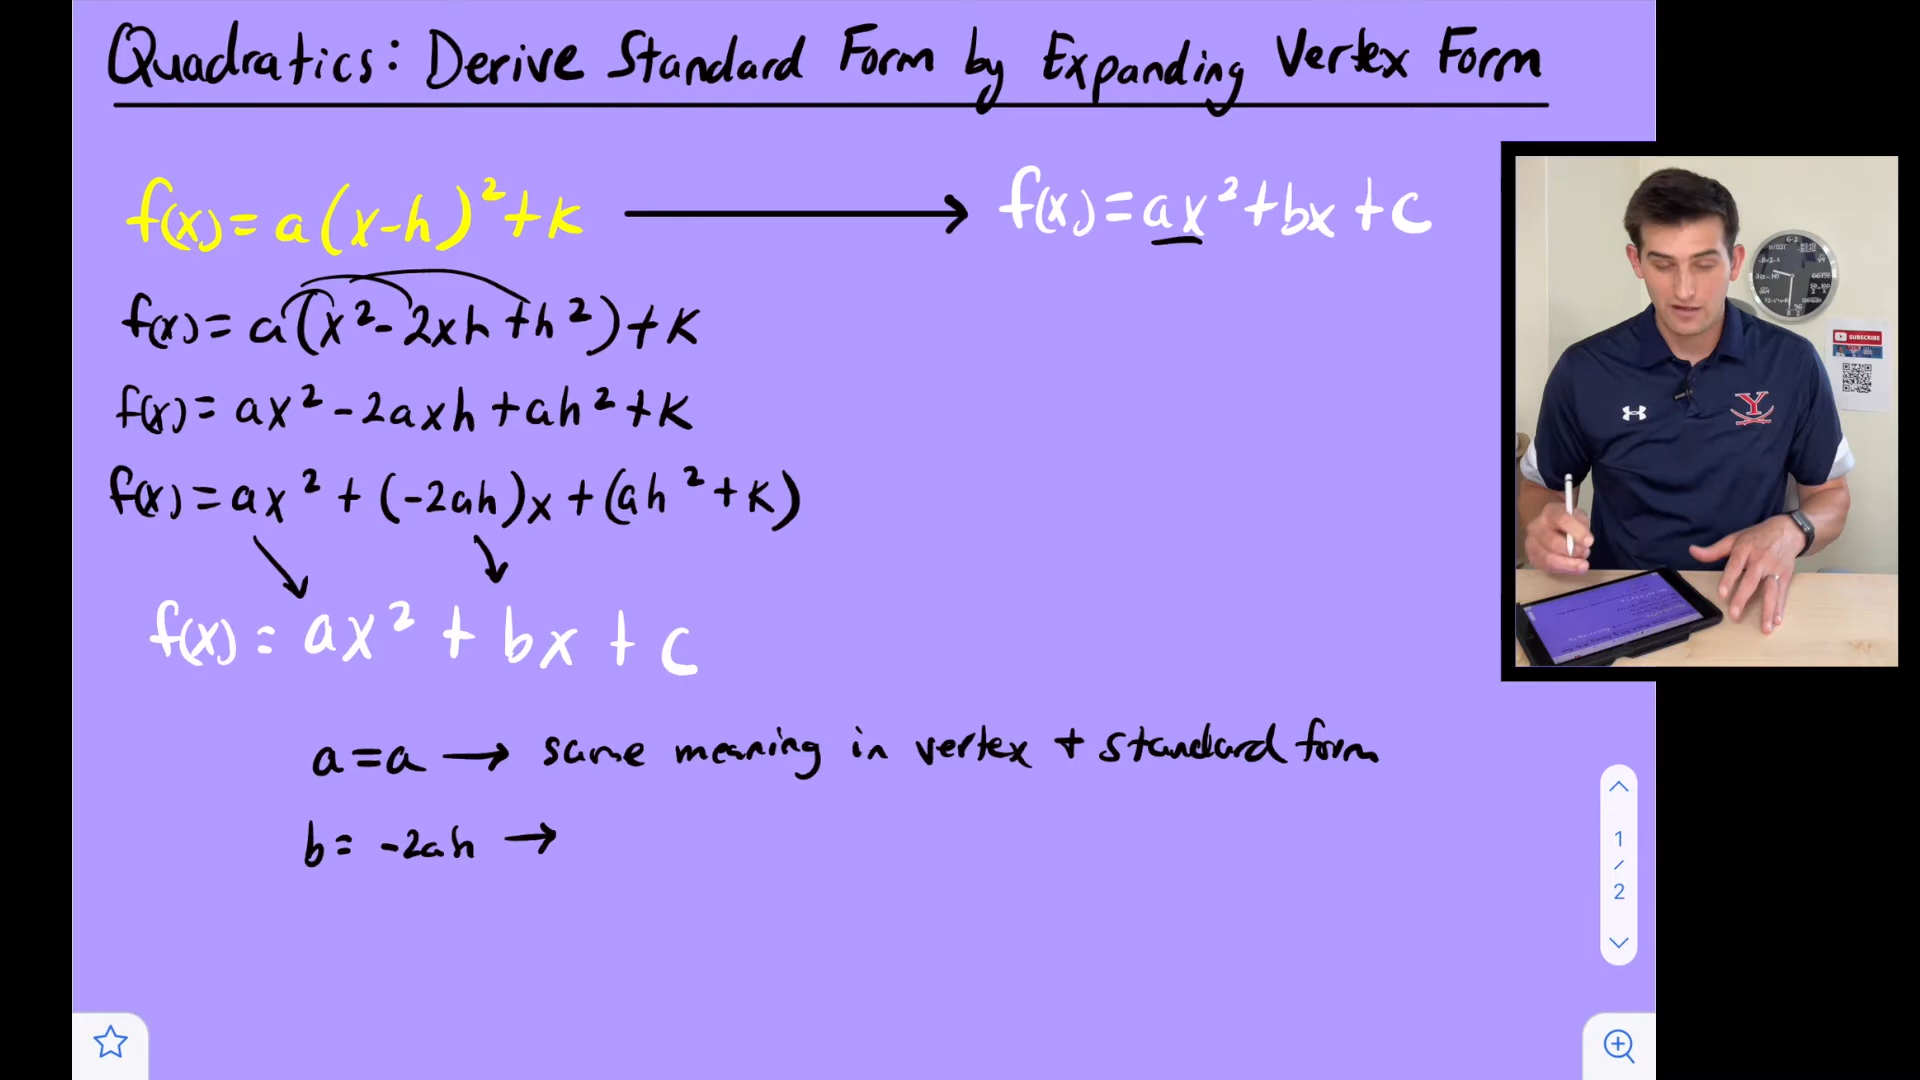 Quadratics: Derive Standard Form by Expanding Vertex Form
f(x)=a(x-h)²+k
f(x)=ax²+bx+c
f(x)=a(x²-2xh+h²)+k
f(x)=ax²-2axh+ah²+k
f(x)=ax²+(-2ah)x+(ah²+k)
f(x)=ax²+bx+c
a=a → same meaning in vertex + standard form
b=-2ah →
SUBSCRIBE
Y
1
/
2